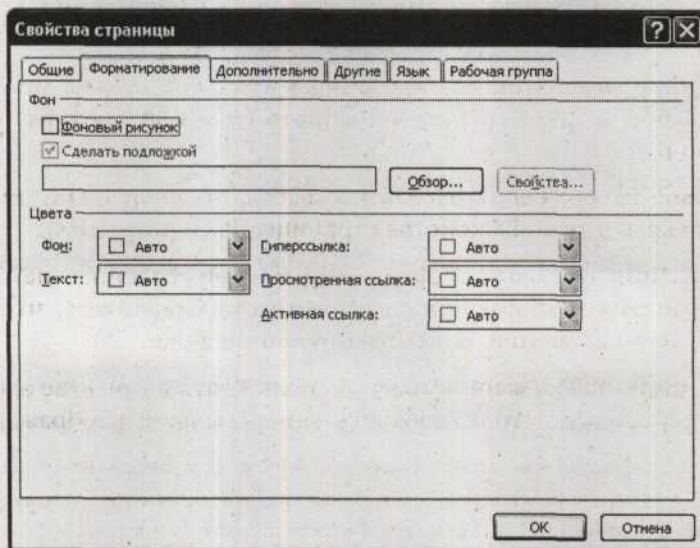 Свойства страницы
Общие Форматирование Дополнительно Другие Язык Рабочая группа
Фон
Фоновый рисунок
Сделать подложкой
Обзор... Свойства...
Цвета
Фон: Авто Гиперссылка: Авто
Текст: Авто Просмотренная ссылка: Авто
Активная ссылка: Авто
ОК Отмена